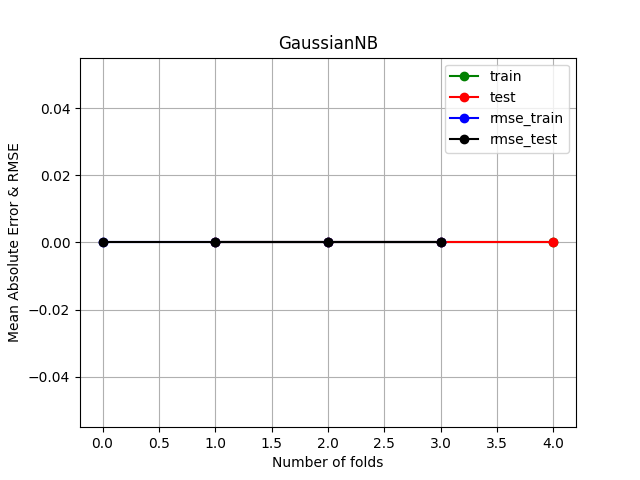 GaussianNB
train
test
rmse_train
rmse_test
0.04
0.02
0.00
−0.02
−0.04
Mean Absolute Error & RMSE
0.0 0.5 1.0 1.5 2.0 2.5 3.0 3.5 4.0
Number of folds